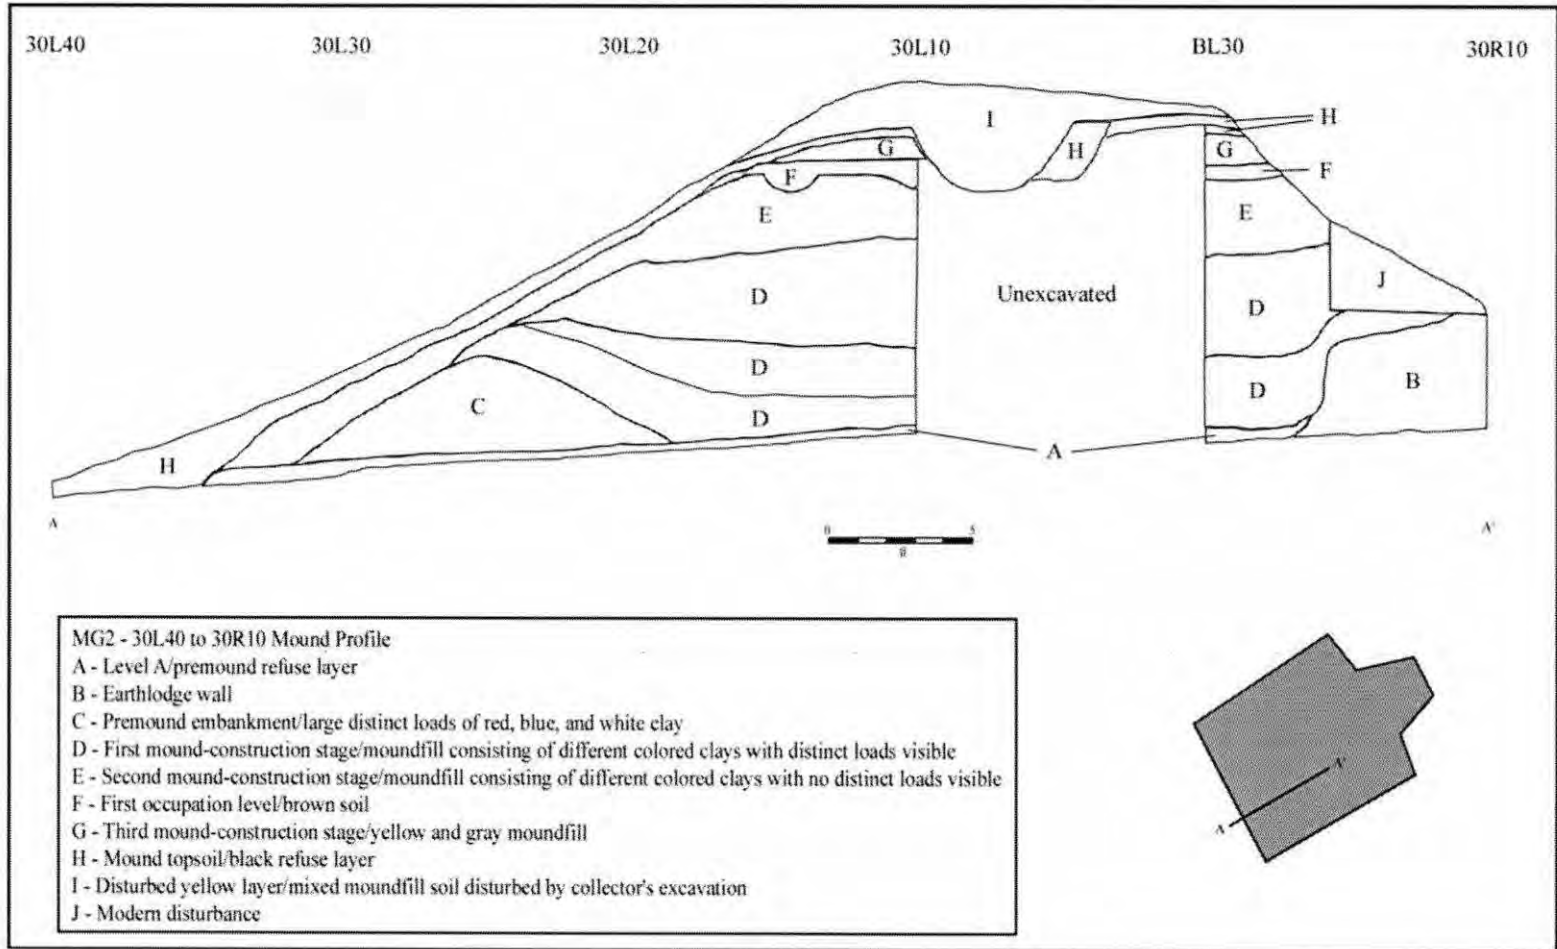 30L40 30L30 30L20 30L10 BL30 30R10
I H
G H G
F F
E E
D Unexcavated D J
D
C D B
D
H A
A A'
0 5
ft
MG2 - 30L40 to 30R10 Mound Profile
A - Level A/premound refuse layer
B - Earthlodge wall
C - Premound embankment/large distinct loads of red, blue, and white clay
D - First mound-construction stage/moundfill consisting of different colored clays with distinct loads visible
E - Second mound-construction stage/moundfill consisting of different colored clays with no distinct loads visible
F - First occupation level/brown soil
G - Third mound-construction stage/yellow and gray moundfill
H - Mound topsoil/black refuse layer
I - Disturbed yellow layer/mixed moundfill soil disturbed by collector's excavation
J - Modern disturbance
A'
A